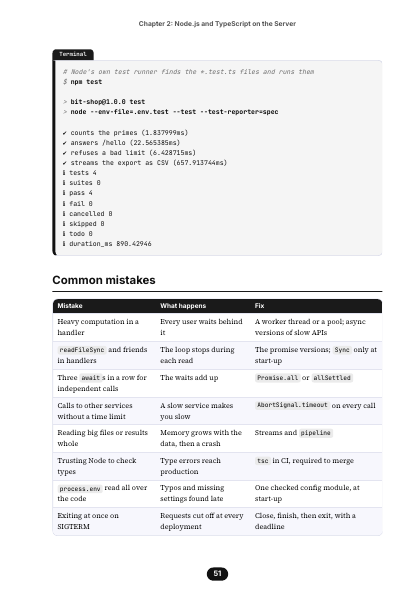 Chapter 2: Node.js and TypeScript on the Server
Terminal
# Node's own test runner finds the *.test.ts files and runs them
$ npm test
> bit-shop@1.0.0 test
> node --env-file=.env.test --test --test-reporter=spec
✔ counts the primes (1.837999ms)
✔ answers /hello (22.565385ms)
✔ refuses a bad limit (6.428715ms)
✔ streams the export as CSV (657.913744ms)
ℹ tests 4
ℹ suites 0
ℹ pass 4
ℹ fail 0
ℹ cancelled 0
ℹ skipped 0
ℹ todo 0
ℹ duration_ms 890.42946
Common mistakes
Mistake What happens Fix
Heavy computation in a Every user waits behind A worker thread or a pool; async
handler it versions of slow APIs
readFileSync and friends The loop stops during The promise versions; Sync only at
in handlers each read start-up
Three awaits in a row for The waits add up Promise.all or allSettled
independent calls
Calls to other services A slow service makes AbortSignal.timeout on every call
without a time limit you slow
Reading big files or results Memory grows with the Streams and pipeline
whole data, then a crash
Trusting Node to check Type errors reach tsc in CI, required to merge
types production
process.env read all over Typos and missing One checked config module, at
the code settings found late start-up
Exiting at once on Requests cut off at every Close, finish, then exit, with a
SIGTERM deployment deadline
51